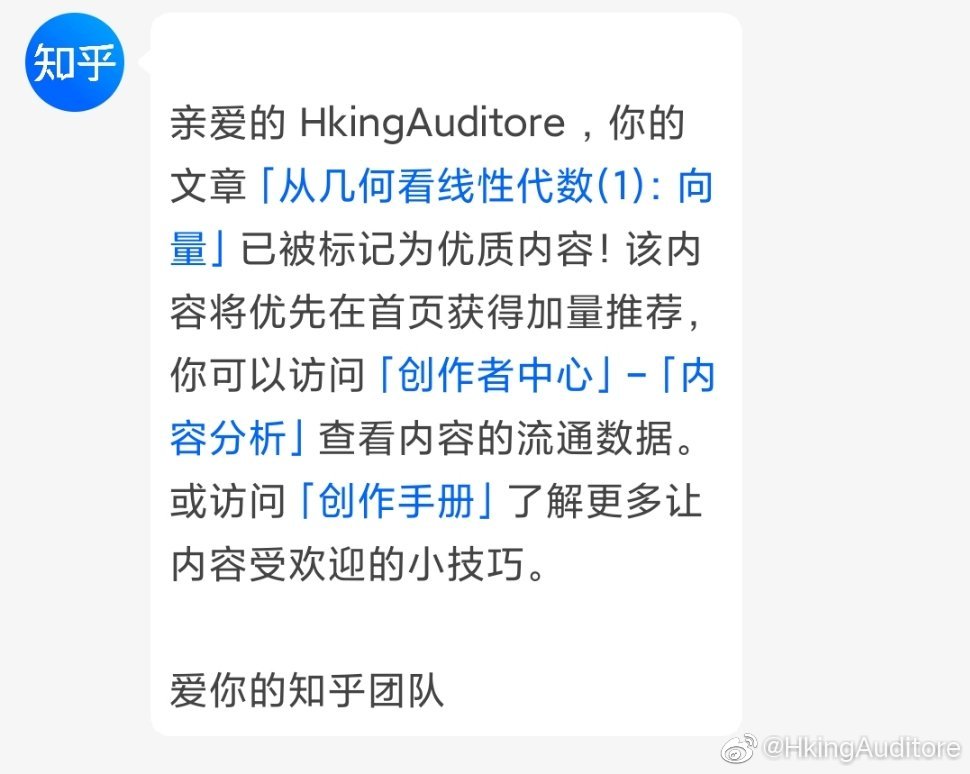 知乎
亲爱的 HkingAuditore，你的
文章「从几何看线性代数(1)：向
量」已被标记为优质内容！该内
容将优先在首页获得加量推荐，
你可以访问「创作者中心」-「内
容分析」查看内容的流通数据。
或访问「创作手册」了解更多让
内容受欢迎的小技巧。
爱你的知乎团队
@HkingAuditore